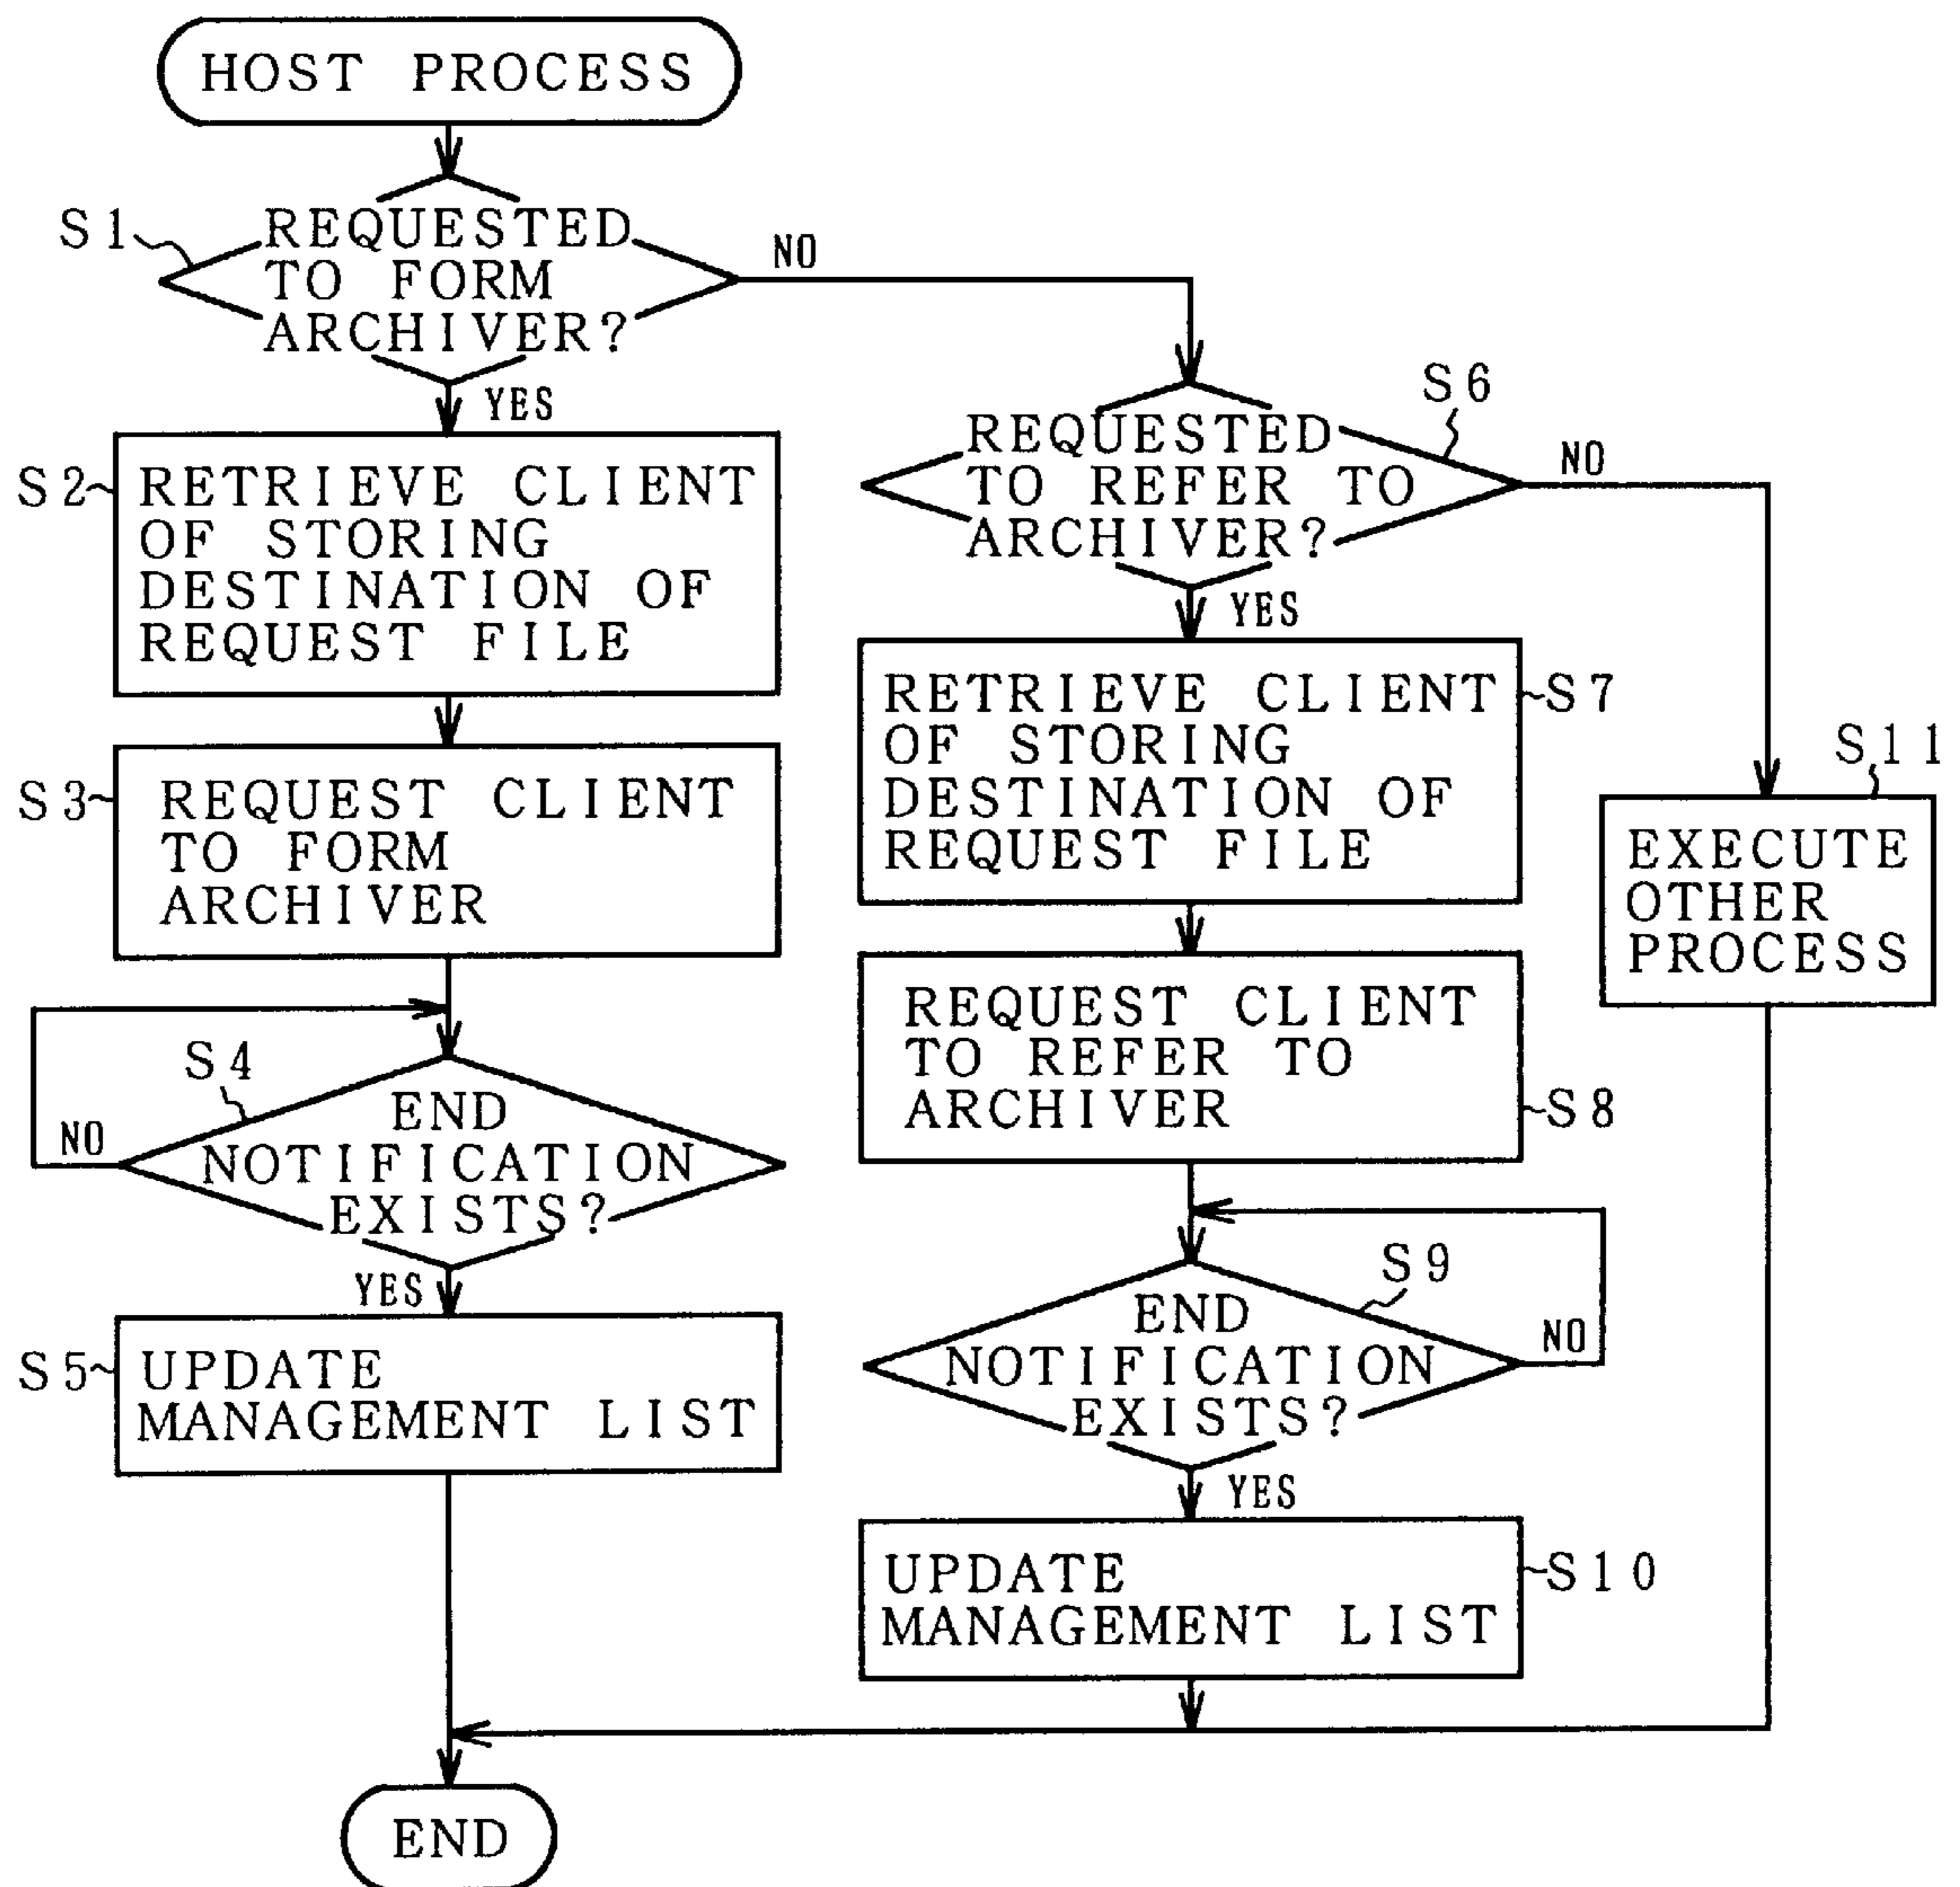 HOST PROCESS
S1
REQUESTED
TO FORM
ARCHIVER?
NO
YES
S2
RETRIEVE CLIENT
OF STORING
DESTINATION OF
REQUEST FILE
S3
REQUEST CLIENT
TO FORM
ARCHIVER
S4
END
NOTIFICATION
EXISTS?
NO
YES
S5
UPDATE
MANAGEMENT LIST
S6
REQUESTED
TO REFER TO
ARCHIVER?
NO
YES
S7
RETRIEVE CLIENT
OF STORING
DESTINATION OF
REQUEST FILE
S8
REQUEST CLIENT
TO REFER TO
ARCHIVER
S9
END
NOTIFICATION
EXISTS?
NO
YES
S10
UPDATE
MANAGEMENT LIST
S11
EXECUTE
OTHER
PROCESS
END